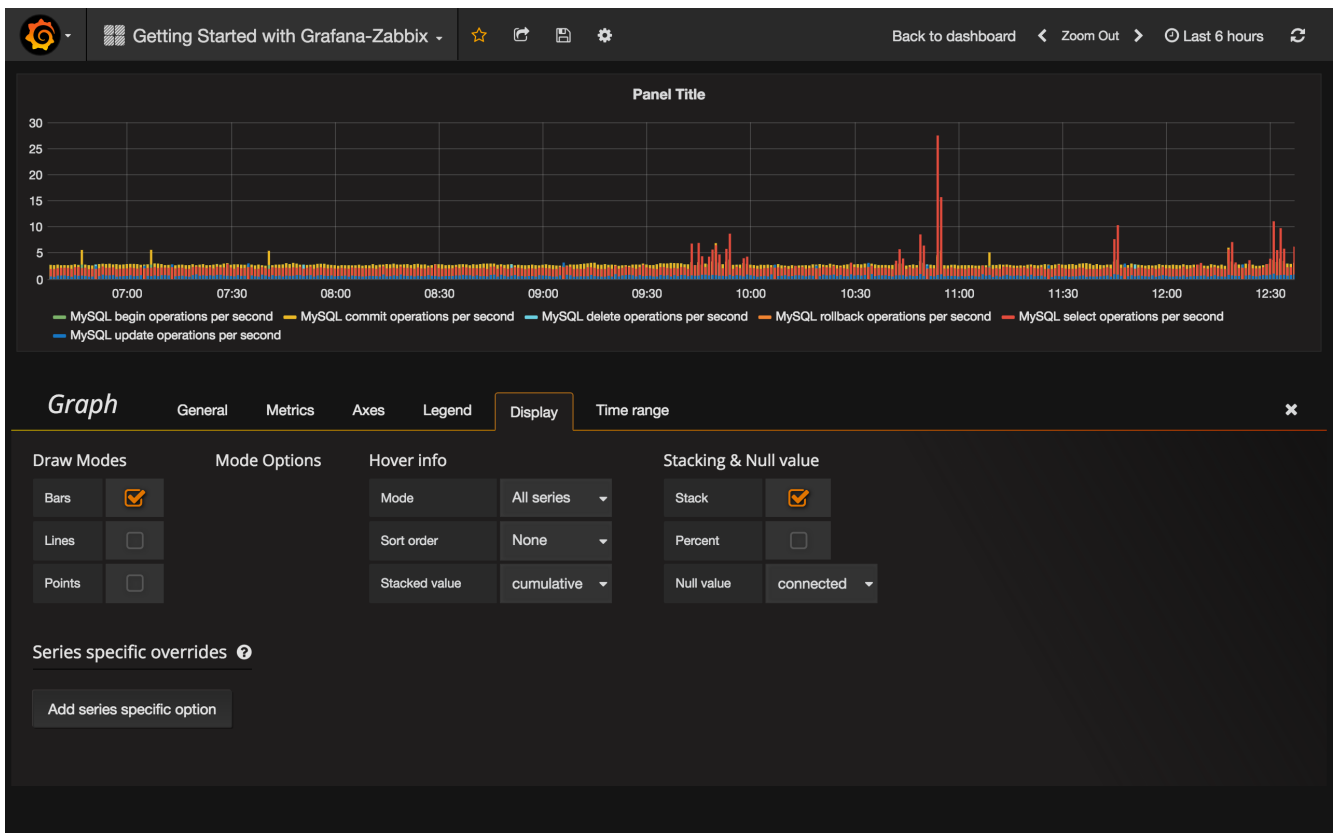 Getting Started with Grafana-Zabbix
Back to dashboard Zoom Out Last 6 hours
Panel Title
30
25
20
15
10
5
0
07:00 07:30 08:00 08:30 09:00 09:30 10:00 10:30 11:00 11:30 12:00 12:30
MySQL begin operations per second MySQL commit operations per second MySQL delete operations per second MySQL rollback operations per second MySQL select operations per second
MySQL update operations per second
Graph General Metrics Axes Legend Display Time range
Draw Modes Mode Options Hover info Stacking & Null value
Bars Mode All series Stack
Lines Sort order None Percent
Points Stacked value cumulative Null value connected
Series specific overrides
Add series specific option